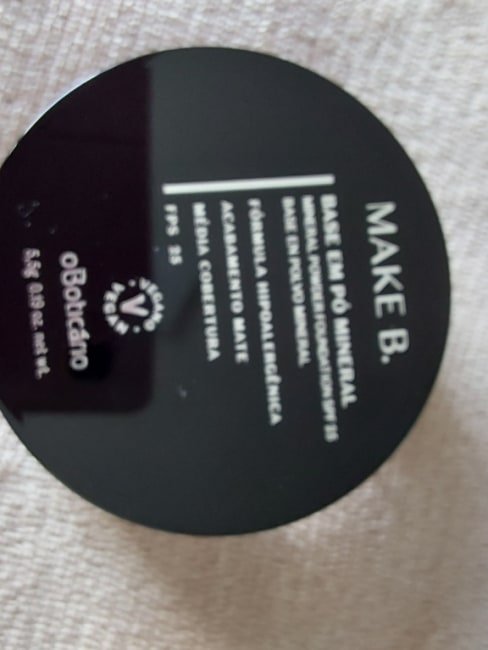 MAKE B.
BASE EM PÓ MINERAL
MINERAL POWDER FOUNDATION SPF 25
BASE EN POLVO MINERAL
FÓRMULA HIPOALERGÊNICA
ACABAMENTO MATE
MÉDIA COBERTURA
FPS 25
VEGANO
V
VEGAN
oBoticário
5,5g 0.19 oz. net wt.